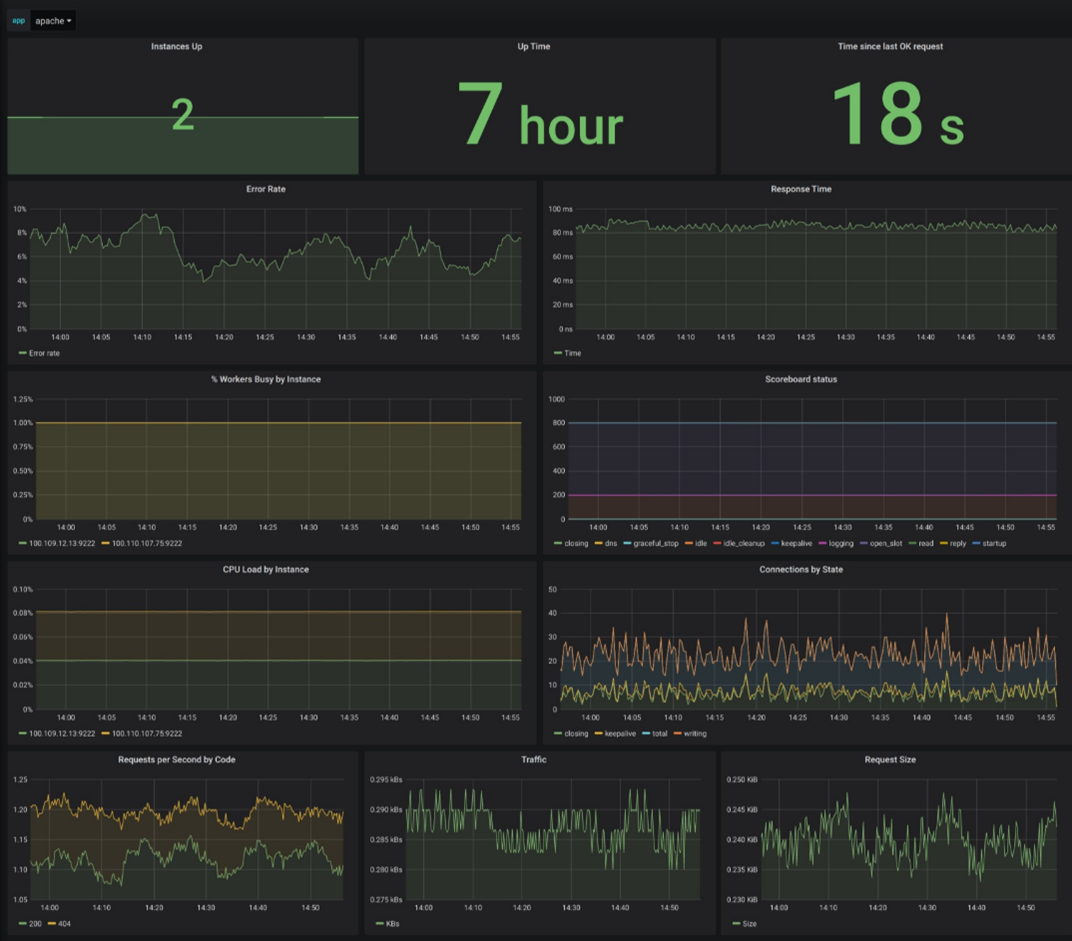 app apache
Instances Up
2
Up Time
7 hour
Time since last OK request
18 s
Error Rate
10%
8%
6%
4%
2%
0%
14:00 14:05 14:10 14:15 14:20 14:25 14:30 14:35 14:40 14:45 14:50 14:55
Error rate
Response Time
100 ms
80 ms
60 ms
40 ms
20 ms
0 ns
14:00 14:05 14:10 14:15 14:20 14:25 14:30 14:35 14:40 14:45 14:50 14:55
Time
% Workers Busy by Instance
1.25%
1.00%
0.75%
0.50%
0.25%
0%
14:00 14:05 14:10 14:15 14:20 14:25 14:30 14:35 14:40 14:45 14:50 14:55
100.109.12.13:9222 100.110.107.75:9222
Scoreboard status
1000
800
600
400
200
0
14:00 14:05 14:10 14:15 14:20 14:25 14:30 14:35 14:40 14:45 14:50 14:55
closing dns graceful_stop idle idle_cleanup keepalive logging open_slot read reply startup
CPU Load by Instance
0.10%
0.08%
0.06%
0.04%
0.02%
0%
14:00 14:05 14:10 14:15 14:20 14:25 14:30 14:35 14:40 14:45 14:50 14:55
100.109.12.13:9222 100.110.107.75:9222
Connections by State
50
40
30
20
10
0
14:00 14:05 14:10 14:15 14:20 14:25 14:30 14:35 14:40 14:45 14:50 14:55
closing keepalive total writing
Requests per Second by Code
1.25
1.20
1.15
1.10
1.05
14:00 14:10 14:20 14:30 14:40 14:50
200 404
Traffic
0.295 kBs
0.290 kBs
0.285 kBs
0.280 kBs
0.275 kBs
14:00 14:10 14:20 14:30 14:40 14:50
KBs
Request Size
0.250 KiB
0.245 KiB
0.240 KiB
0.235 KiB
0.230 KiB
14:00 14:10 14:20 14:30 14:40 14:50
Size